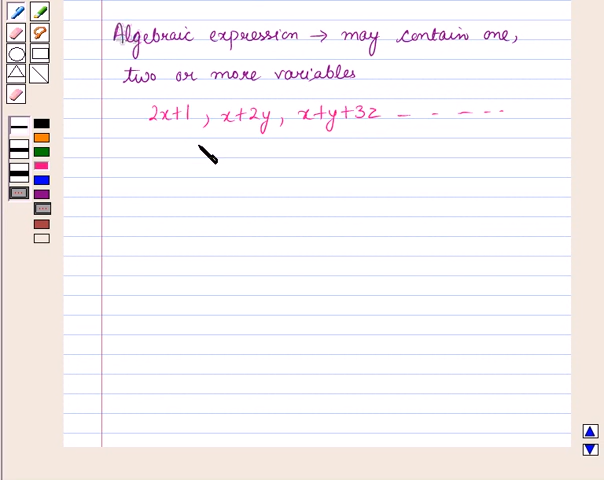 Algebraic expression → may contain one,
two or more variables
2x+1 , x+2y , x+y+3z - - - - -